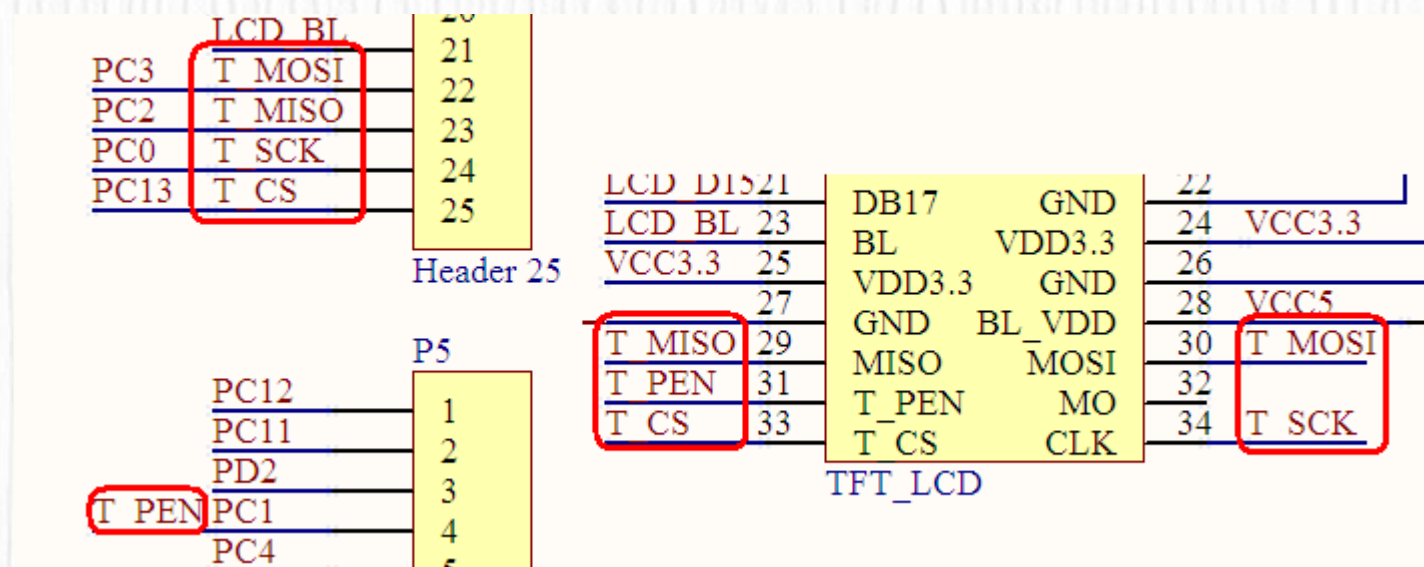 LCD_BL 21
PC3 T_MOSI 22
PC2 T_MISO 23
PC0 T_SCK 24
PC13 T_CS 25
Header 25
P5
PC12 1
PC11 2
PD2 3
T_PEN PC1 4
PC4
LCD_D15 21 DB17 GND 22
LCD_BL 23 BL VDD3.3 24 VCC3.3
VCC3.3 25 VDD3.3 GND 26
27 GND BL_VDD 28 VCC5
T_MISO 29 MISO MOSI 30 T_MOSI
T_PEN 31 T_PEN MO 32
T_CS 33 T_CS CLK 34 T_SCK
TFT_LCD